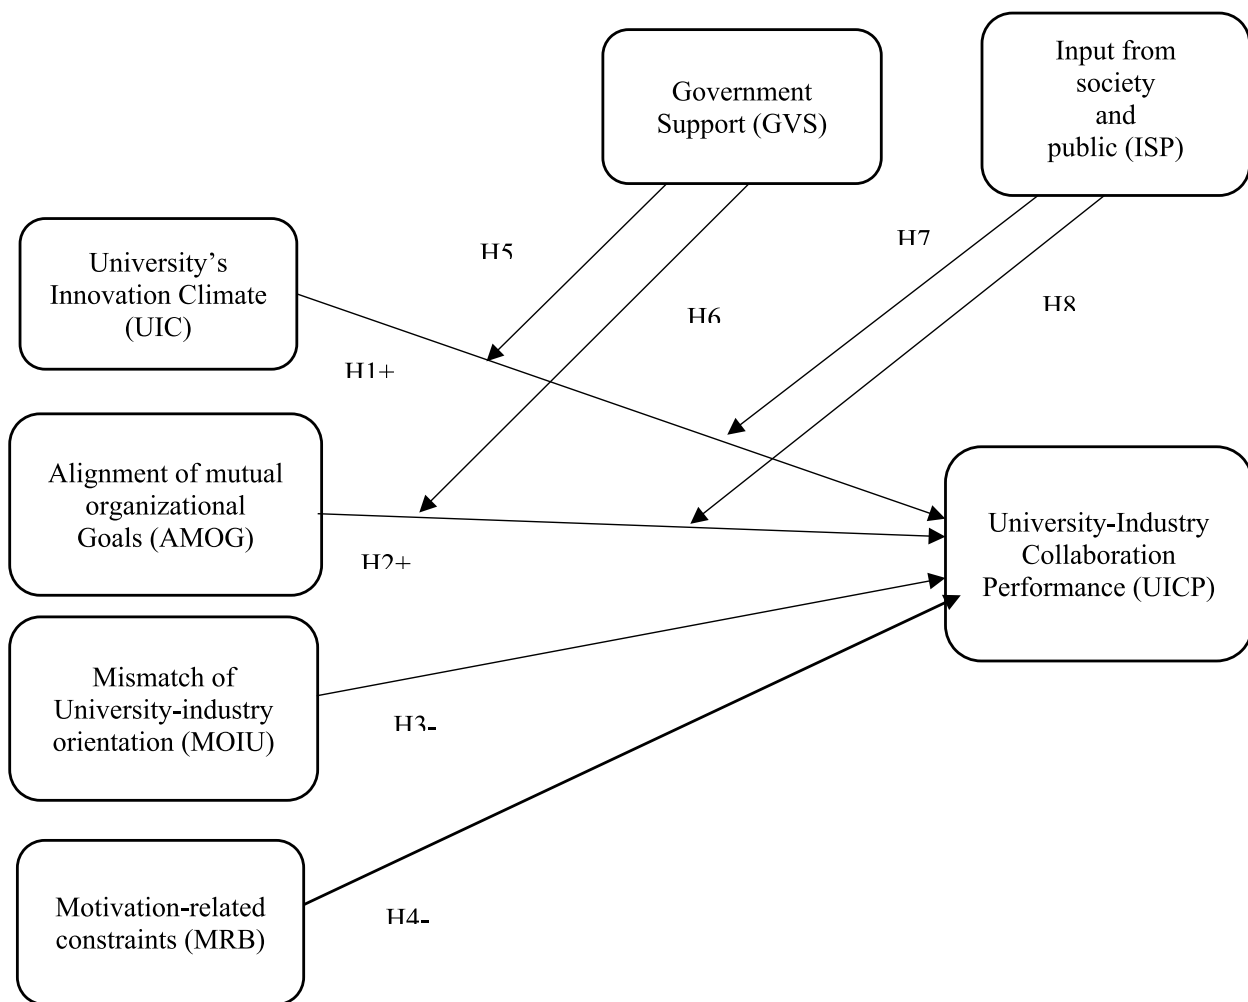 Government
Support (GVS)
Input from
society
and
public (ISP)
H5
H7
H6
H8
University’s
Innovation Climate
(UIC)
H1+
Alignment of mutual
organizational
Goals (AMOG)
H2+
University-Industry
Collaboration
Performance (UICP)
Mismatch of
University-industry
orientation (MOIU)
H3-
Motivation-related
constraints (MRB)
H4-